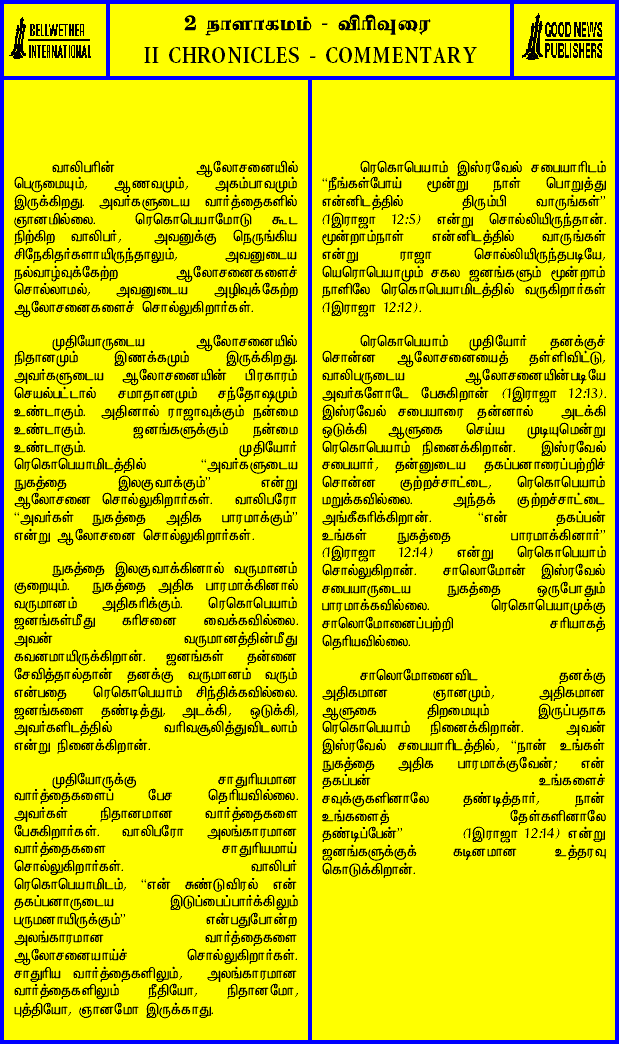 BELLWETHER
INTERNATIONAL
2 நாளாகமம் - விரிவுரை
II CHRONICLES - COMMENTARY
GOOD NEWS
PUBLISHERS
வாலிபரின் ஆலோசனையில்
பெருமையும், ஆணவமும், அகம்பாவமும்
இருக்கிறது. அவர்களுடைய வார்த்தைகளில்
ஞானமில்லை. ரெகொபெயாமோடு கூட
நிற்கிற வாலிபர், அவனுக்கு நெருங்கிய
சிநேகிதர்களாயிருந்தாலும், அவனுடைய
நல்வாழ்வுக்கேற்ற ஆலோசனைகளைச்
சொல்லாமல், அவனுடைய அழிவுக்கேற்ற
ஆலோசனைகளைச் சொல்லுகிறார்கள்.
முதியோருடைய ஆலோசனையில்
நிதானமும் இணக்கமும் இருக்கிறது.
அவர்களுடைய ஆலோசனையின் பிரகாரம்
செயல்பட்டால் சமாதானமும் சந்தோஷமும்
உண்டாகும். அதினால் ராஜாவுக்கும் நன்மை
உண்டாகும். ஜனங்களுக்கும் நன்மை
உண்டாகும். முதியோர்
ரெகொபெயாமிடத்தில் “அவர்களுடைய
நுகத்தை இலகுவாக்கும்” என்று
ஆலோசனை சொல்லுகிறார்கள். வாலிபரோ
“அவர்கள் நுகத்தை அதிக பாரமாக்கும்”
என்று ஆலோசனை சொல்லுகிறார்கள்.
நுகத்தை இலகுவாக்கினால் வருமானம்
குறையும். நுகத்தை அதிக பாரமாக்கினால்
வருமானம் அதிகரிக்கும். ரெகொபெயாம்
ஜனங்கள்மீது கரிசனை வைக்கவில்லை.
அவன் வருமானத்தின்மீது
கவனமாயிருக்கிறான். ஜனங்கள் தன்னை
சேவித்தால்தான் தனக்கு வருமானம் வரும்
என்பதை ரெகொபெயாம் சிந்திக்கவில்லை.
ஜனங்களை தண்டித்து, அடக்கி, ஒடுக்கி,
அவர்களிடத்தில் வரிவசூலித்துவிடலாம்
என்று நினைக்கிறான்.
முதியோருக்கு சாதுரியமான
வார்த்தைகளைப் பேச தெரியவில்லை.
அவர்கள் நிதானமான வார்த்தைகளை
பேசுகிறார்கள். வாலிபரோ அலங்காரமான
வார்த்தைகளை சாதுரியமாய்
சொல்லுகிறார்கள். வாலிபர்
ரெகொபெயாமிடம், “என் சுண்டுவிரல் என்
தகப்பனாருடைய இடுப்பைப்பார்க்கிலும்
பருமனாயிருக்கும்” என்பதுபோன்ற
அலங்காரமான வார்த்தைகளை
ஆலோசனையாய்ச் சொல்லுகிறார்கள்.
சாதுரிய வார்த்தைகளிலும், அலங்காரமான
வார்த்தைகளிலும் நீதியோ, நிதானமோ,
புத்தியோ, ஞானமோ இருக்காது.
ரெகொபெயாம் இஸ்ரவேல் சபையாரிடம்
“நீங்கள்போய் மூன்று நாள் பொறுத்து
என்னிடத்தில் திரும்பி வாருங்கள்”
(1இராஜா 12:5) என்று சொல்லியிருந்தான்.
மூன்றாம்நாள் என்னிடத்தில் வாருங்கள்
என்று ராஜா சொல்லியிருந்தபடியே,
யெரொபெயாமும் சகல ஜனங்களும் மூன்றாம்
நாளிலே ரெகொபெயாமிடத்தில் வருகிறார்கள்
(1இராஜா 12:12).
ரெகொபெயாம் முதியோர் தனக்குச்
சொன்ன ஆலோசனையைத் தள்ளிவிட்டு,
வாலிபருடைய ஆலோசனையின்படியே
அவர்களோடே பேசுகிறான் (1இராஜா 12:13).
இஸ்ரவேல் சபையாரை தன்னால் அடக்கி
ஒடுக்கி ஆளுகை செய்ய முடியுமென்று
ரெகொபெயாம் நினைக்கிறான். இஸ்ரவேல்
சபையார், தன்னுடைய தகப்பனாரைப்பற்றிச்
சொன்ன குற்றச்சாட்டை, ரெகொபெயாம்
மறுக்கவில்லை. அந்தக் குற்றச்சாட்டை
அங்கீகரிக்கிறான். “என் தகப்பன்
உங்கள் நுகத்தை பாரமாக்கினார்”
(1இராஜா 12:14) என்று ரெகொபெயாம்
சொல்லுகிறான். சாலொமோன் இஸ்ரவேல்
சபையாருடைய நுகத்தை ஒருபோதும்
பாரமாக்கவில்லை. ரெகொபெயாமுக்கு
சாலொமோனைப்பற்றி சரியாகத்
தெரியவில்லை.
சாலொமோனைவிட தனக்கு
அதிகமான ஞானமும், அதிகமான
ஆளுகை திறமையும் இருப்பதாக
ரெகொபெயாம் நினைக்கிறான். அவன்
இஸ்ரவேல் சபையாரிடத்தில், “நான் உங்கள்
நுகத்தை அதிக பாரமாக்குவேன்; என்
தகப்பன் உங்களைச்
சவுக்குகளினாலே தண்டித்தார், நான்
உங்களைத் தேள்களினாலே
தண்டிப்பேன்” (1இராஜா 12:14) என்று
ஜனங்களுக்குக் கடினமான உத்தரவு
கொடுக்கிறான்.